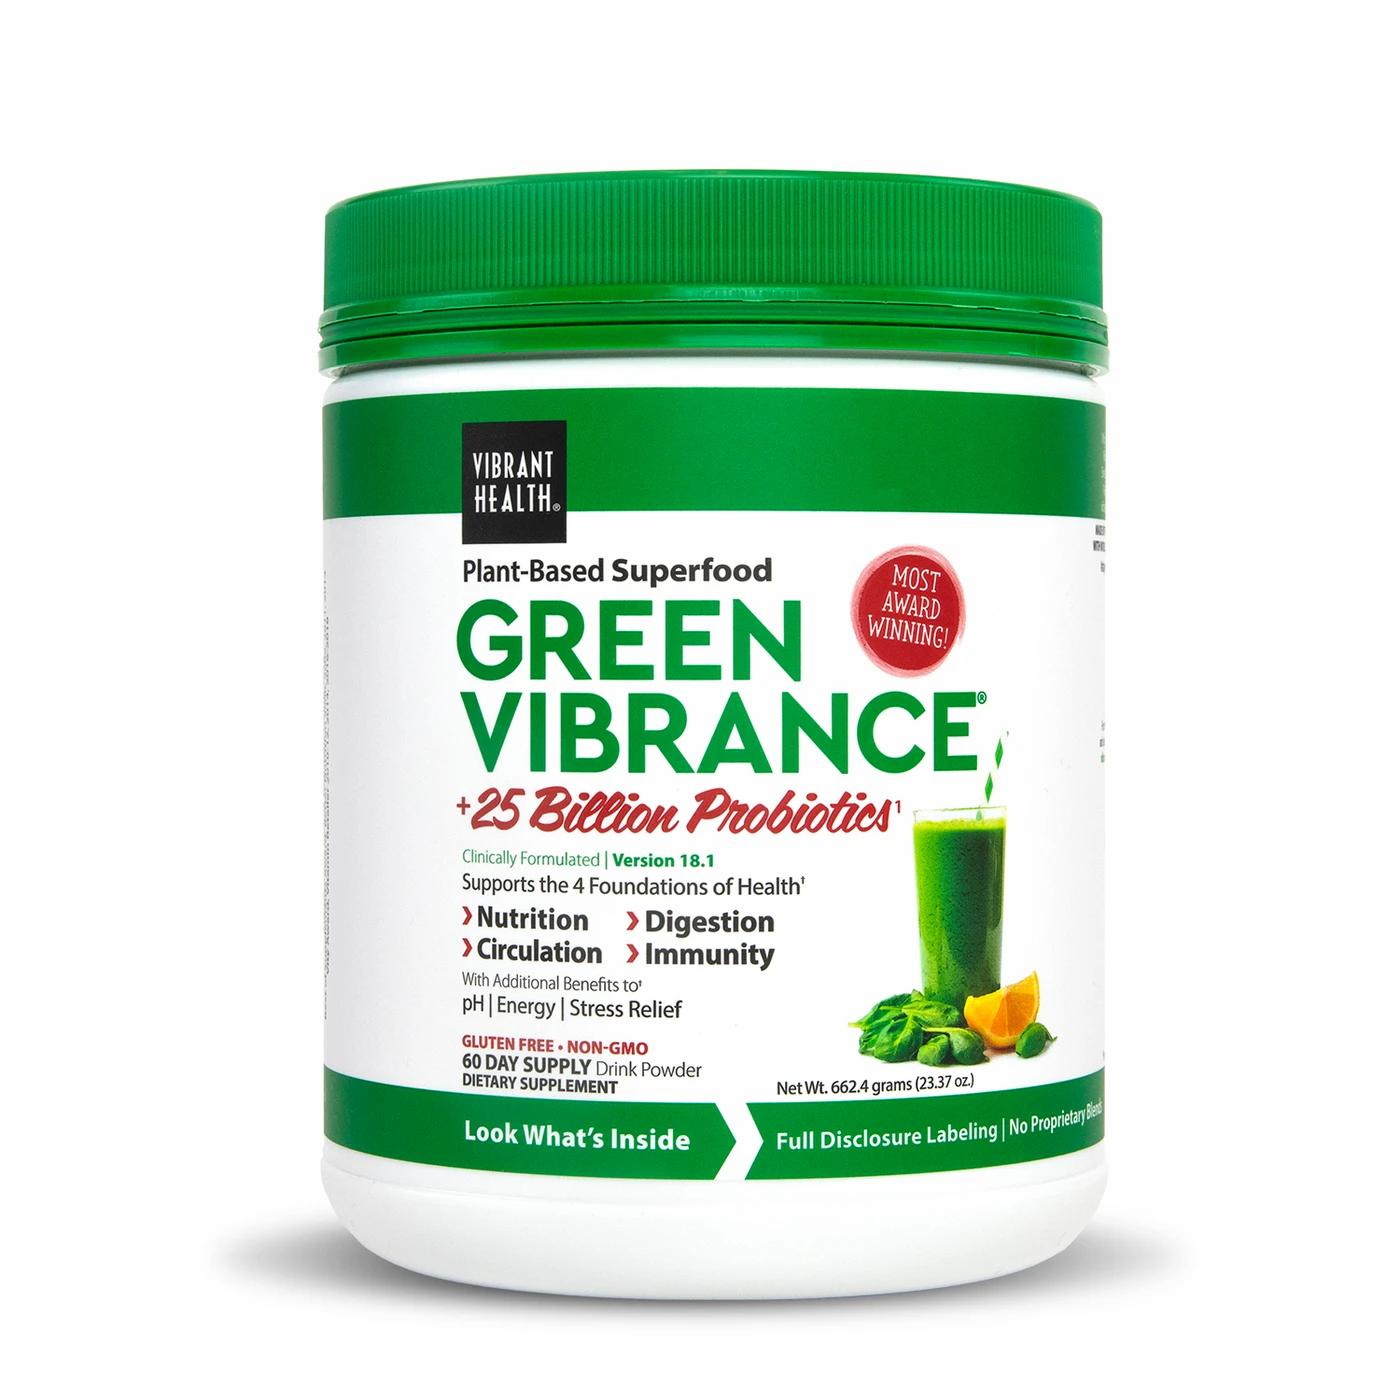 VIBRANT
HEALTH®
Plant-Based Superfood
GREEN
VIBRANCE®
MOST
AWARD
WINNING!
+25 Billion Probiotics¹
Clinically Formulated | Version 18.1
Supports the 4 Foundations of Health†
› Nutrition › Digestion
› Circulation › Immunity
With Additional Benefits to†
pH | Energy | Stress Relief
GLUTEN FREE • NON-GMO
60 DAY SUPPLY Drink Powder
DIETARY SUPPLEMENT
Net Wt. 662.4 grams (23.37 oz.)
Look What's Inside
Full Disclosure Labeling | No Proprietary Blends